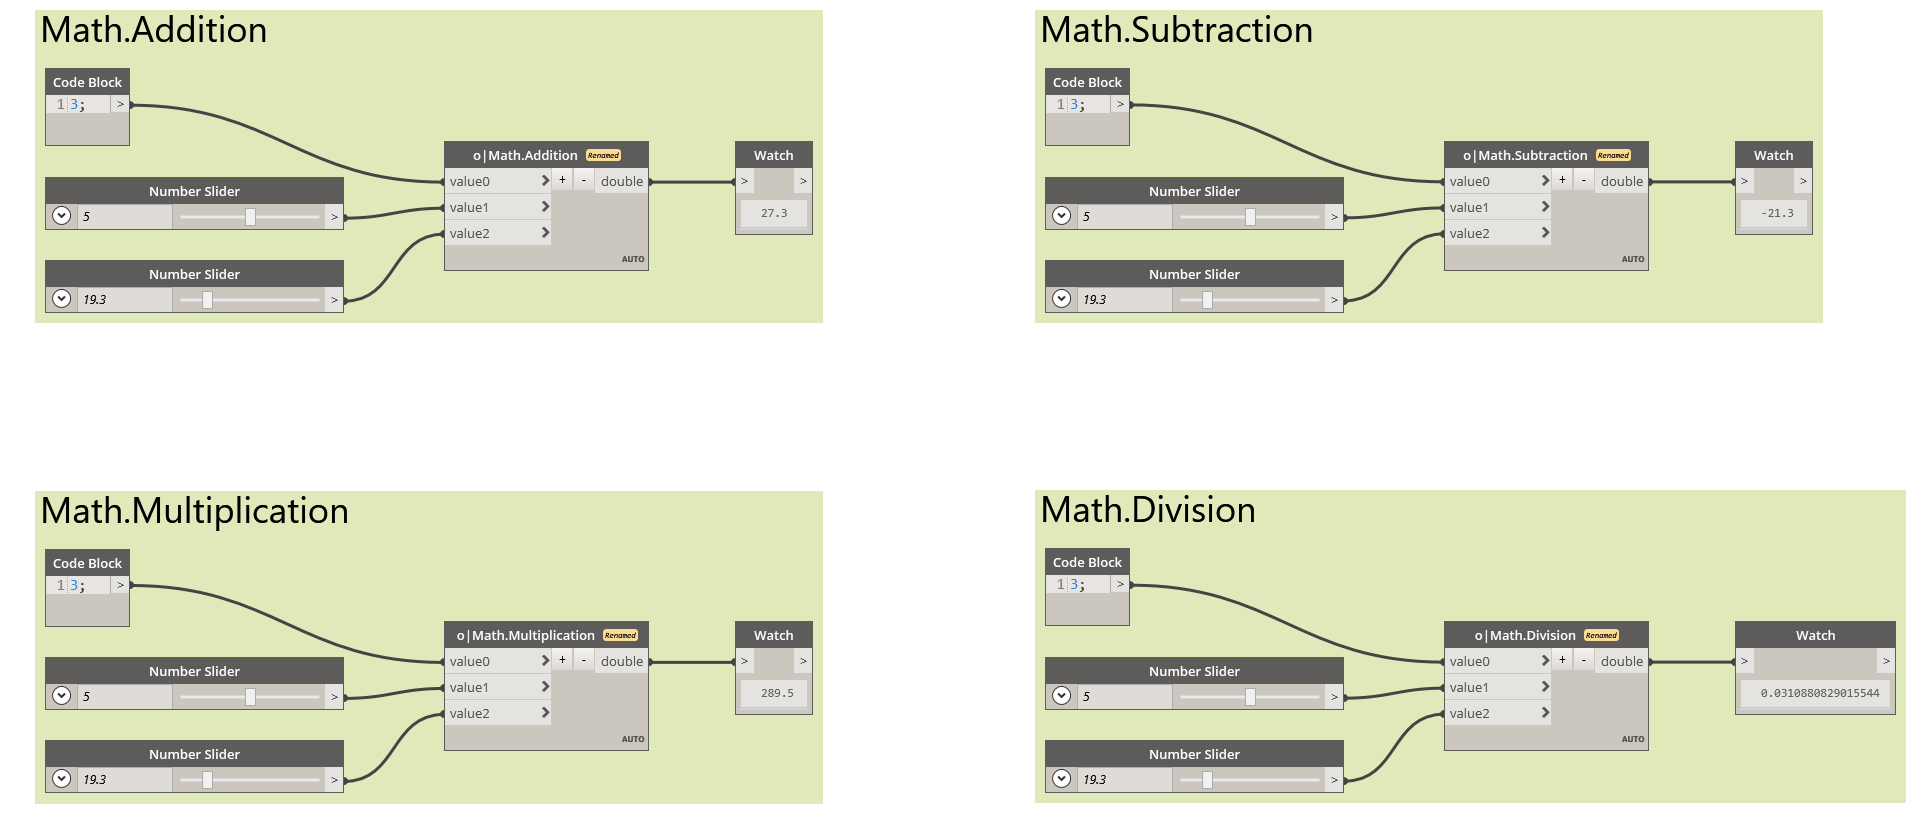 Math.Addition
Code Block
1 3; >
Number Slider
5 >
Number Slider
19.3 >
o|Math.Addition Renamed
value0 > + - double
value1 >
value2 >
AUTO
Watch
> >
27.3
Math.Subtraction
Code Block
1 3; >
Number Slider
5 >
Number Slider
19.3 >
o|Math.Subtraction Renamed
value0 > + - double
value1 >
value2 >
AUTO
Watch
> >
-21.3
Math.Multiplication
Code Block
1 3; >
Number Slider
5 >
Number Slider
19.3 >
o|Math.Multiplication Renamed
value0 > + - double
value1 >
value2 >
AUTO
Watch
> >
289.5
Math.Division
Code Block
1 3; >
Number Slider
5 >
Number Slider
19.3 >
o|Math.Division Renamed
value0 > + - double
value1 >
value2 >
AUTO
Watch
> >
0.0310880829015544